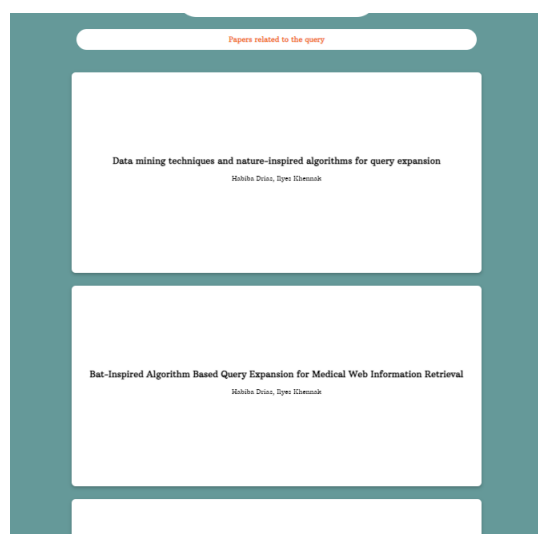 Papers related to the query
Data mining techniques and nature-inspired algorithms for query expansion
Habiba Drias, Ilyes Khennak
Bat-Inspired Algorithm Based Query Expansion for Medical Web Information Retrieval
Habiba Drias, Ilyes Khennak